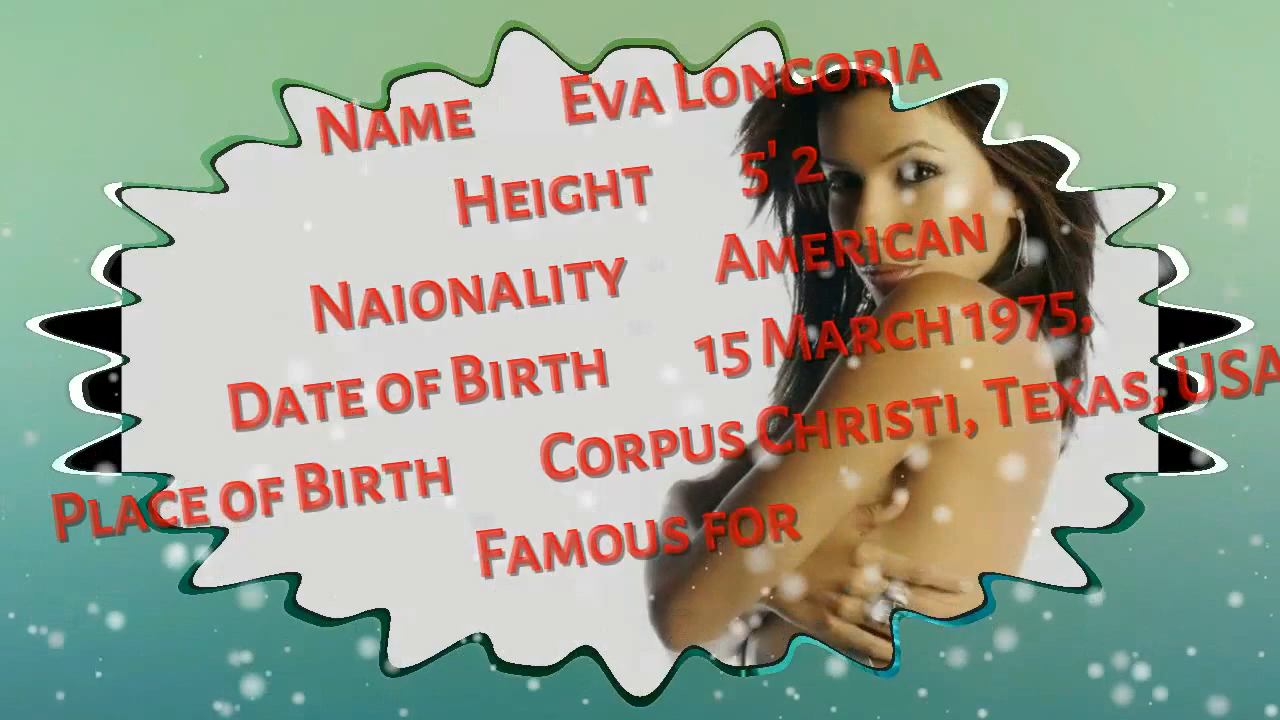 Name Eva Longoria
Height 5' 2
Naionality American
Date of Birth 15 March 1975,
Place of Birth Corpus Christi, Texas, USA
Famous for